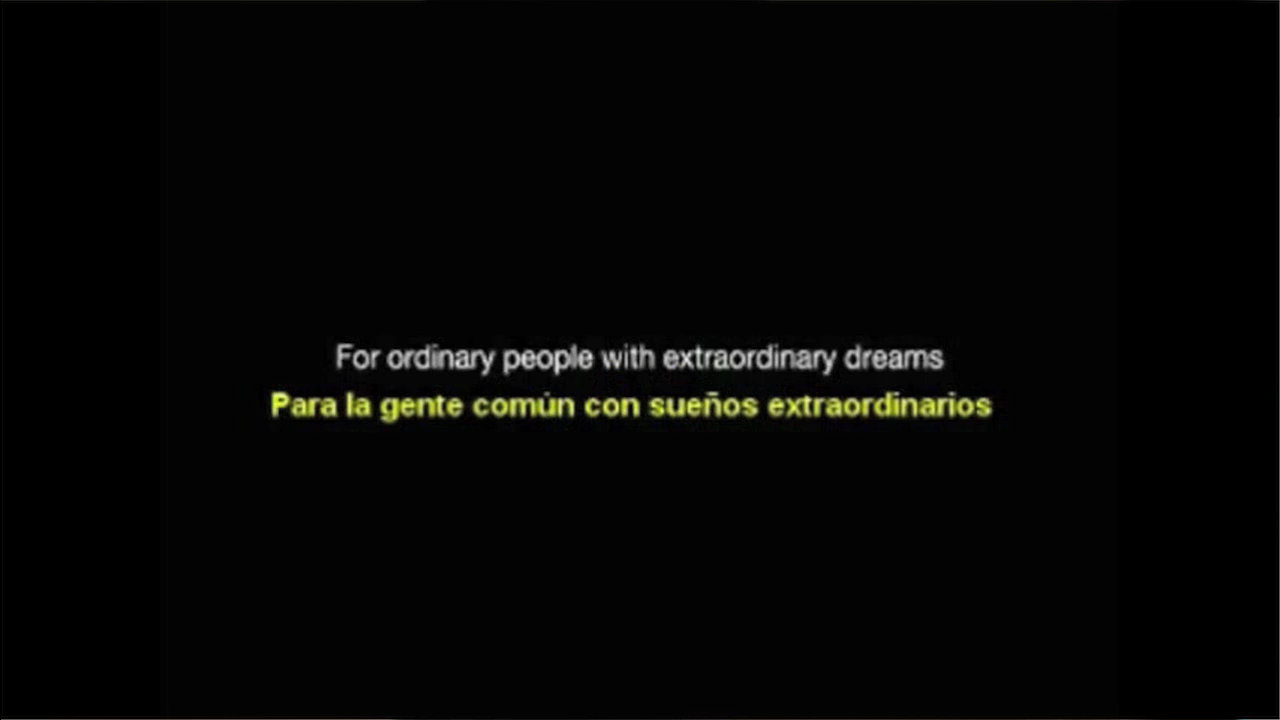 For ordinary people with extraordinary dreams
Para la gente común con sueños extraordinarios